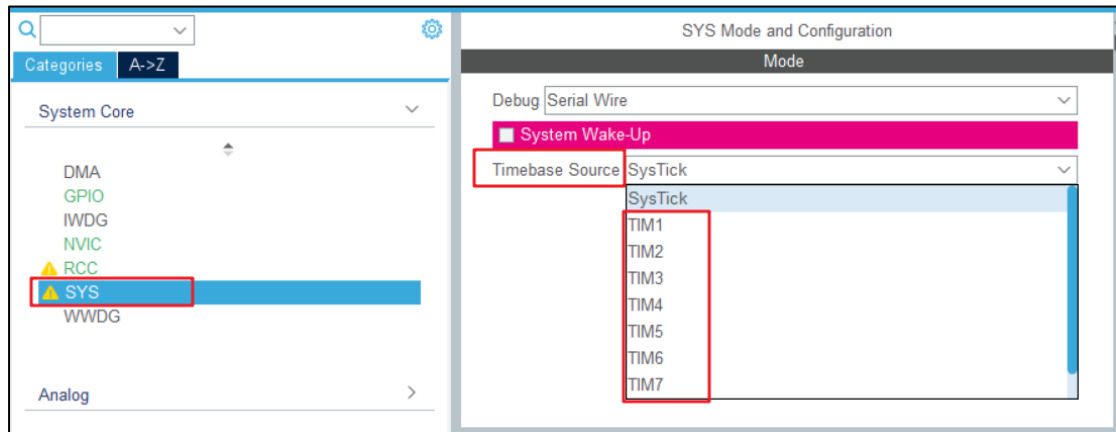 Categories
A->Z
System Core
DMA
GPIO
IWDG
NVIC
RCC
SYS
WWDG
Analog
SYS Mode and Configuration
Mode
Debug Serial Wire
System Wake-Up
Timebase Source SysTick
SysTick
TIM1
TIM2
TIM3
TIM4
TIM5
TIM6
TIM7